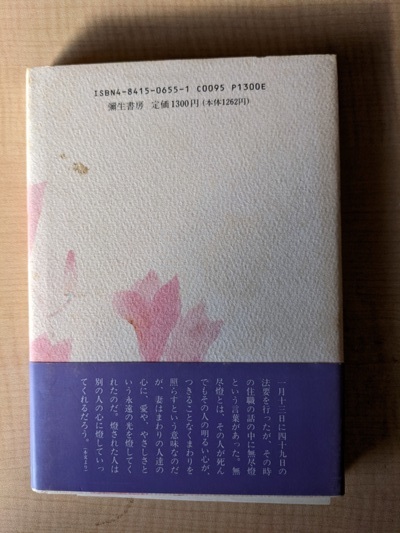 ISBN4-8415-0655-1 C0095 P1300E
彌生書房 定価1300円(本体1262円)
一月十三日に四十九日の
法要を行ったが、その時
の住職の話の中に無尽燈
という言葉があった。無
尽燈とは、その人が死ん
でもその人の明るい心が、
つきることなくまわりを
照らすという意味なのだ
が、妻はまわりの人達の
心に、愛や、やさしさと
いう永遠の光を燈してく
れたのだ。燈された人は
別の人の心に燈していっ
てくれるだろう。(本文より)